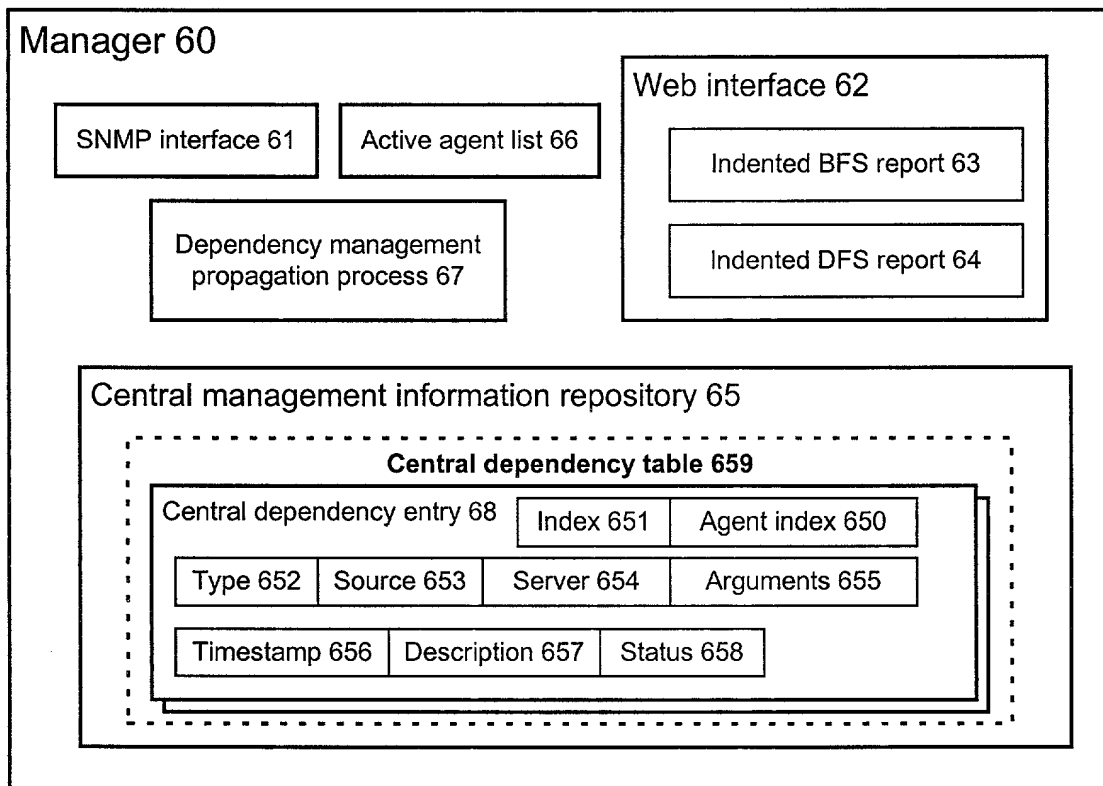 Manager 60
SNMP interface 61
Active agent list 66
Dependency management
propagation process 67
Web interface 62
Indented BFS report 63
Indented DFS report 64
Central management information repository 65
Central dependency table 659
Central dependency entry 68
Index 651
Agent index 650
Type 652
Source 653
Server 654
Arguments 655
Timestamp 656
Description 657
Status 658